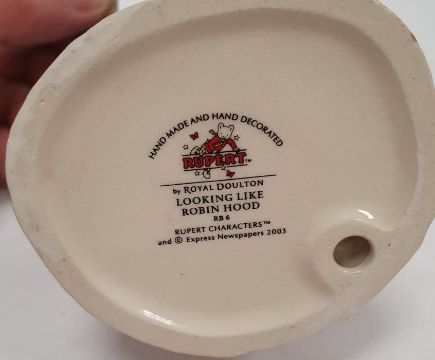 HAND MADE AND HAND DECORATED
RUPERT™
by ROYAL DOULTON
LOOKING LIKE
ROBIN HOOD
RB 6
RUPERT CHARACTERS™
and © Express Newspapers 2003